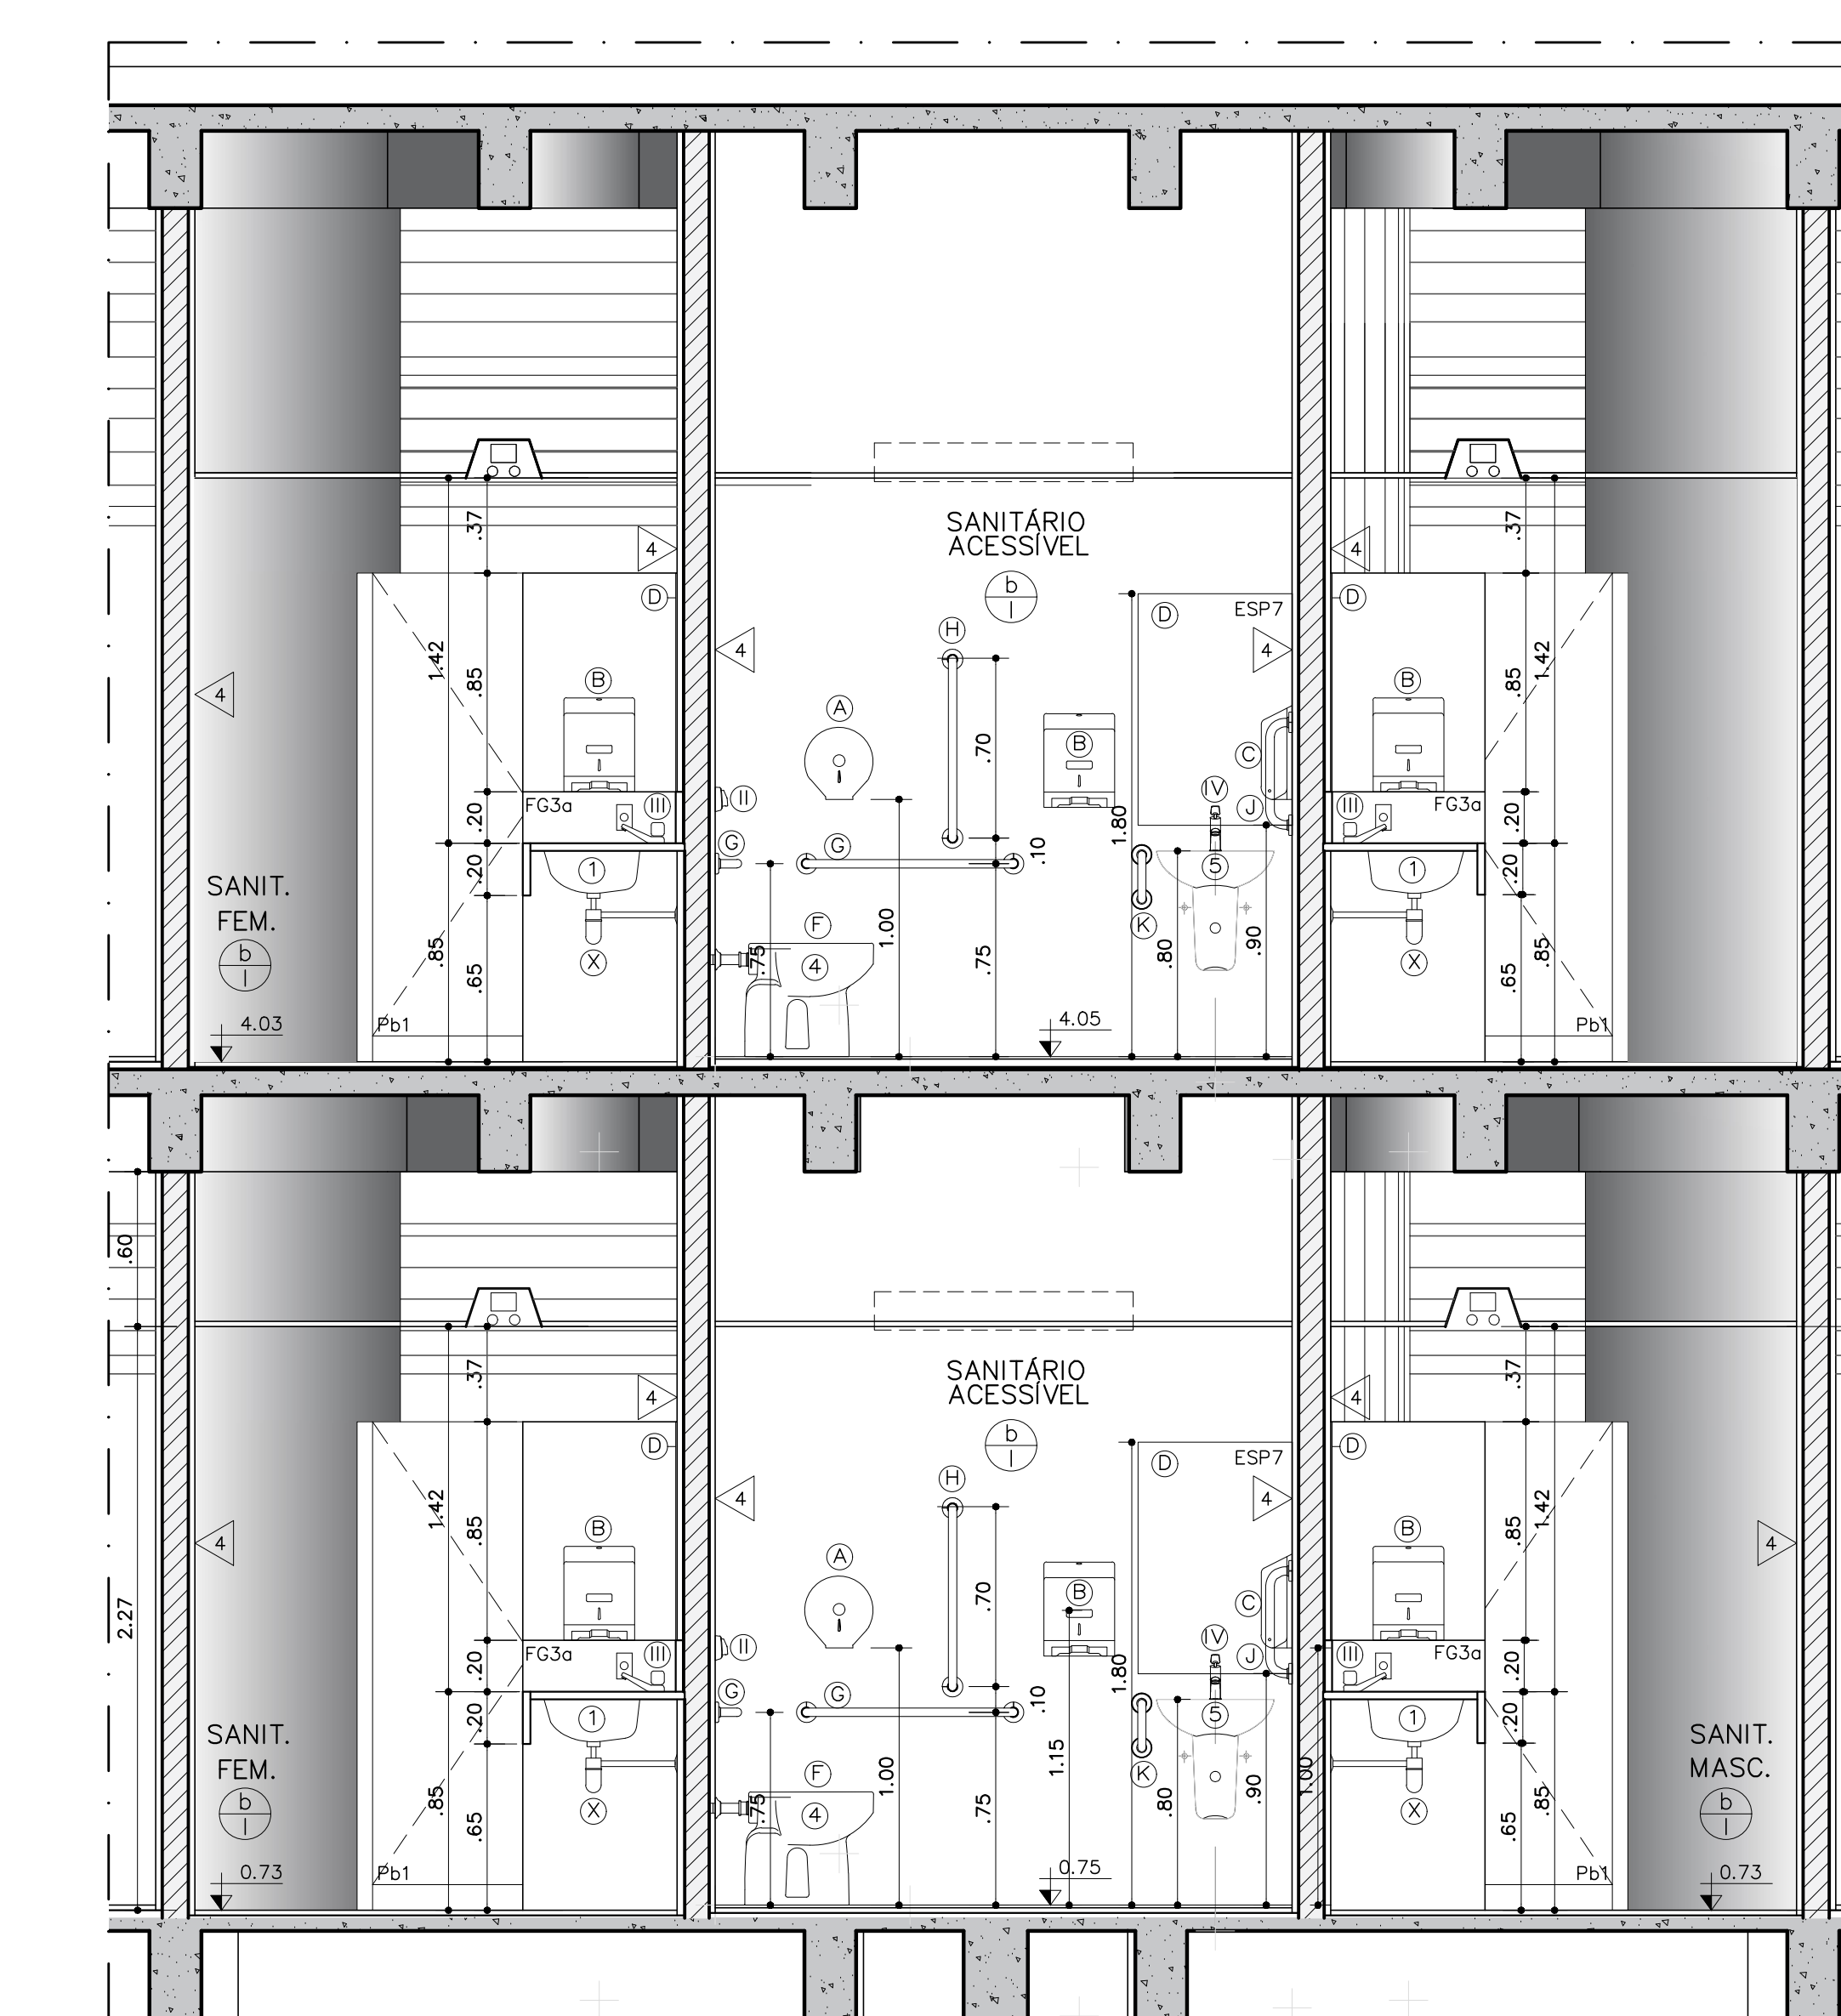 .37
4
4
.37
SANITÁRIO
ACESSÍVEL
b
I
D
D
ESP7
D
H
4
4
1.42
.85
B
4
A
.70
B
C
B
.85
1.42
II
FG3a
III
IV
J
III
FG3a
.20
G
G
.10
1.80
.20
.20
1
5
1
.20
SANIT.
FEM.
b
I
F
K
.85
.65
X
.75
4
1.00
.75
.80
.90
X
.65
.85
4.03
Pb1
4.05
Pb1
.60
.37
4
4
.37
SANITÁRIO
ACESSÍVEL
b
I
D
D
ESP7
D
H
4
4
1.42
.85
B
4
A
.70
B
C
B
.85
1.42
4
2.27
II
FG3a
III
IV
J
III
FG3a
.20
G
G
.10
1.80
.20
.20
1
5
1
.20
SANIT.
FEM.
b
I
SANIT.
MASC.
b
I
F
K
.85
.65
X
.75
4
1.00
.75
1.15
.80
.90
1.00
X
.65
.85
0.73
Pb1
0.75
Pb1
0.73